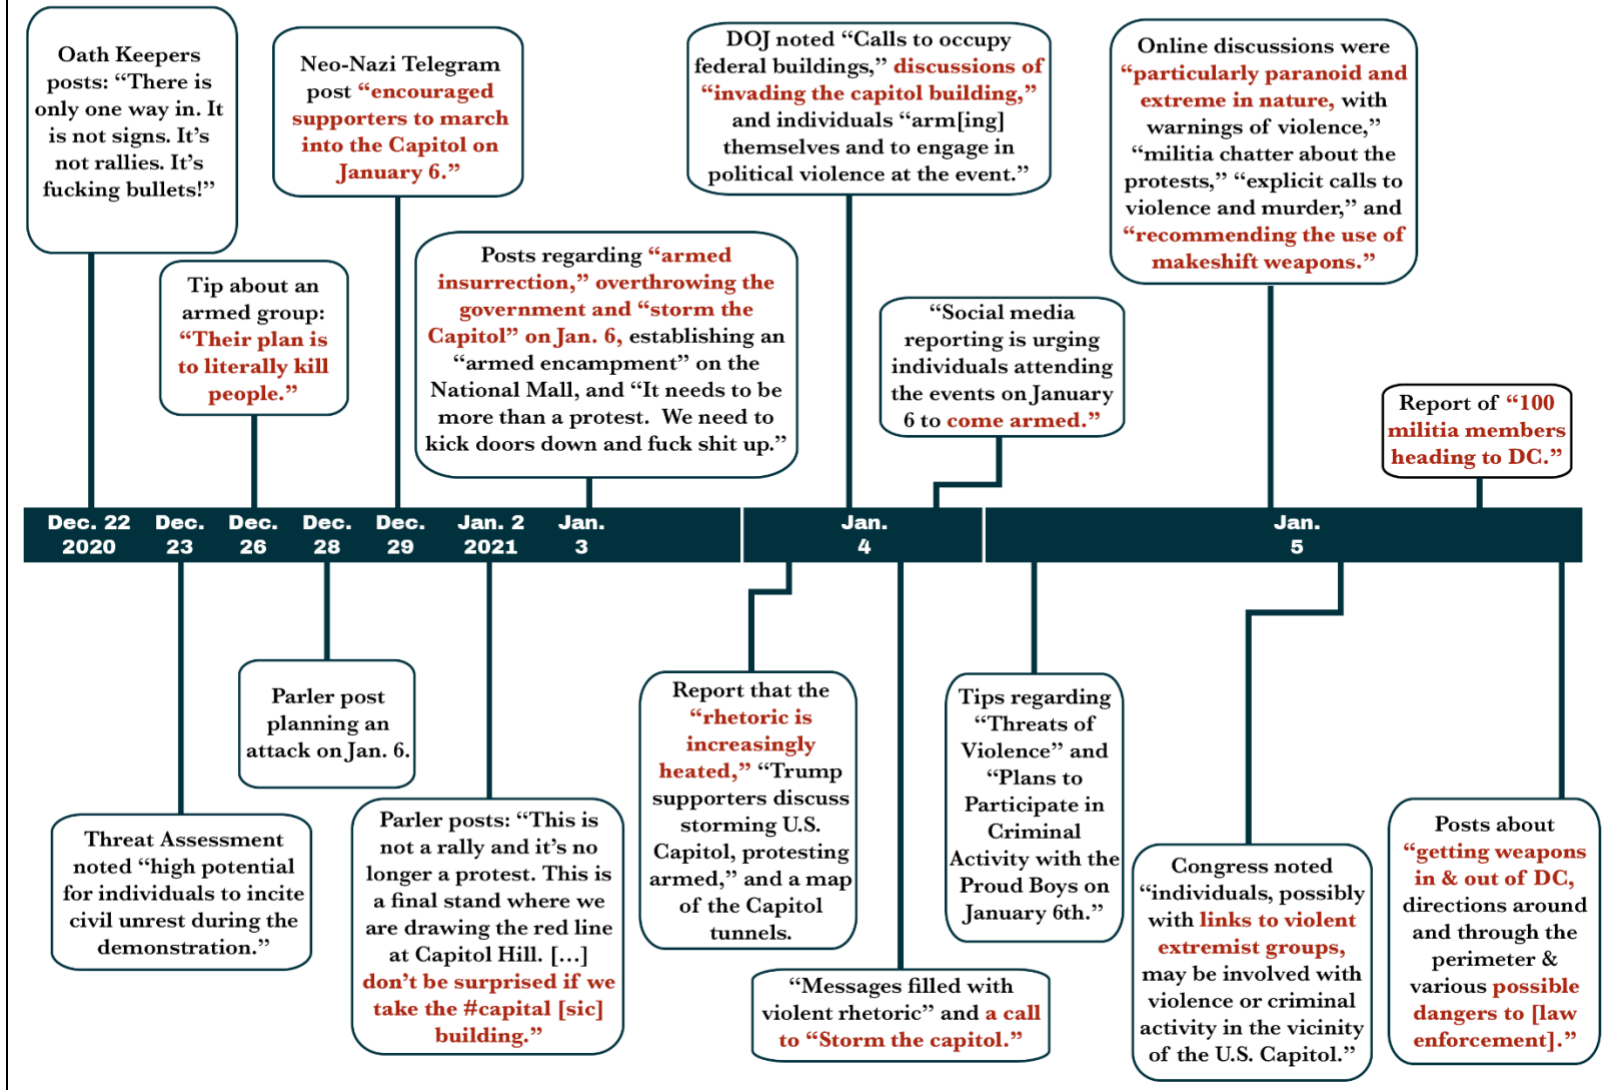 Oath Keepers
posts: “There is
only one way in. It
is not signs. It’s
not rallies. It’s
fucking bullets!”
Neo-Nazi Telegram
post “encouraged
supporters to march
into the Capitol on
January 6.”
DOJ noted “Calls to occupy
federal buildings,” discussions of
“invading the capitol building,”
and individuals “arm[ing]
themselves and to engage in
political violence at the event.”
Online discussions were
“particularly paranoid and
extreme in nature, with
warnings of violence,”
“militia chatter about the
protests,” “explicit calls to
violence and murder,” and
“recommending the use of
makeshift weapons.”
Tip about an
armed group:
“Their plan is
to literally kill
people.”
Posts regarding “armed
insurrection,” overthrowing the
government and “storm the
Capitol” on Jan. 6, establishing an
“armed encampment” on the
National Mall, and “It needs to be
more than a protest.  We need to
kick doors down and fuck shit up.”
“Social media
reporting is urging
individuals attending
the events on January
6 to come armed.”
Report of “100
militia members
heading to DC.”
Dec. 22
2020
Dec.
23
Dec.
26
Dec.
28
Dec.
29
Jan. 2
2021
Jan.
3
Jan.
4
Jan.
5
Threat Assessment
noted “high potential
for individuals to incite
civil unrest during the
demonstration.”
Parler post
planning an
attack on Jan. 6.
Parler posts: “This is
not a rally and it’s no
longer a protest. This is
a final stand where we
are drawing the red line
at Capitol Hill. […]
don’t be surprised if we
take the #capital [sic]
building.”
Report that the
“rhetoric is
increasingly
heated,” “Trump
supporters discuss
storming U.S.
Capitol, protesting
armed,” and a map
of the Capitol
tunnels.
“Messages filled with
violent rhetoric” and a call
to “Storm the capitol.”
Tips regarding
“Threats of
Violence” and
“Plans to
Participate in
Criminal
Activity with the
Proud Boys on
January 6th.”
Congress noted
“individuals, possibly
with links to violent
extremist groups,
may be involved with
violence or criminal
activity in the vicinity
of the U.S. Capitol.”
Posts about
“getting weapons
in & out of DC,
directions around
and through the
perimeter &
various possible
dangers to [law
enforcement].”